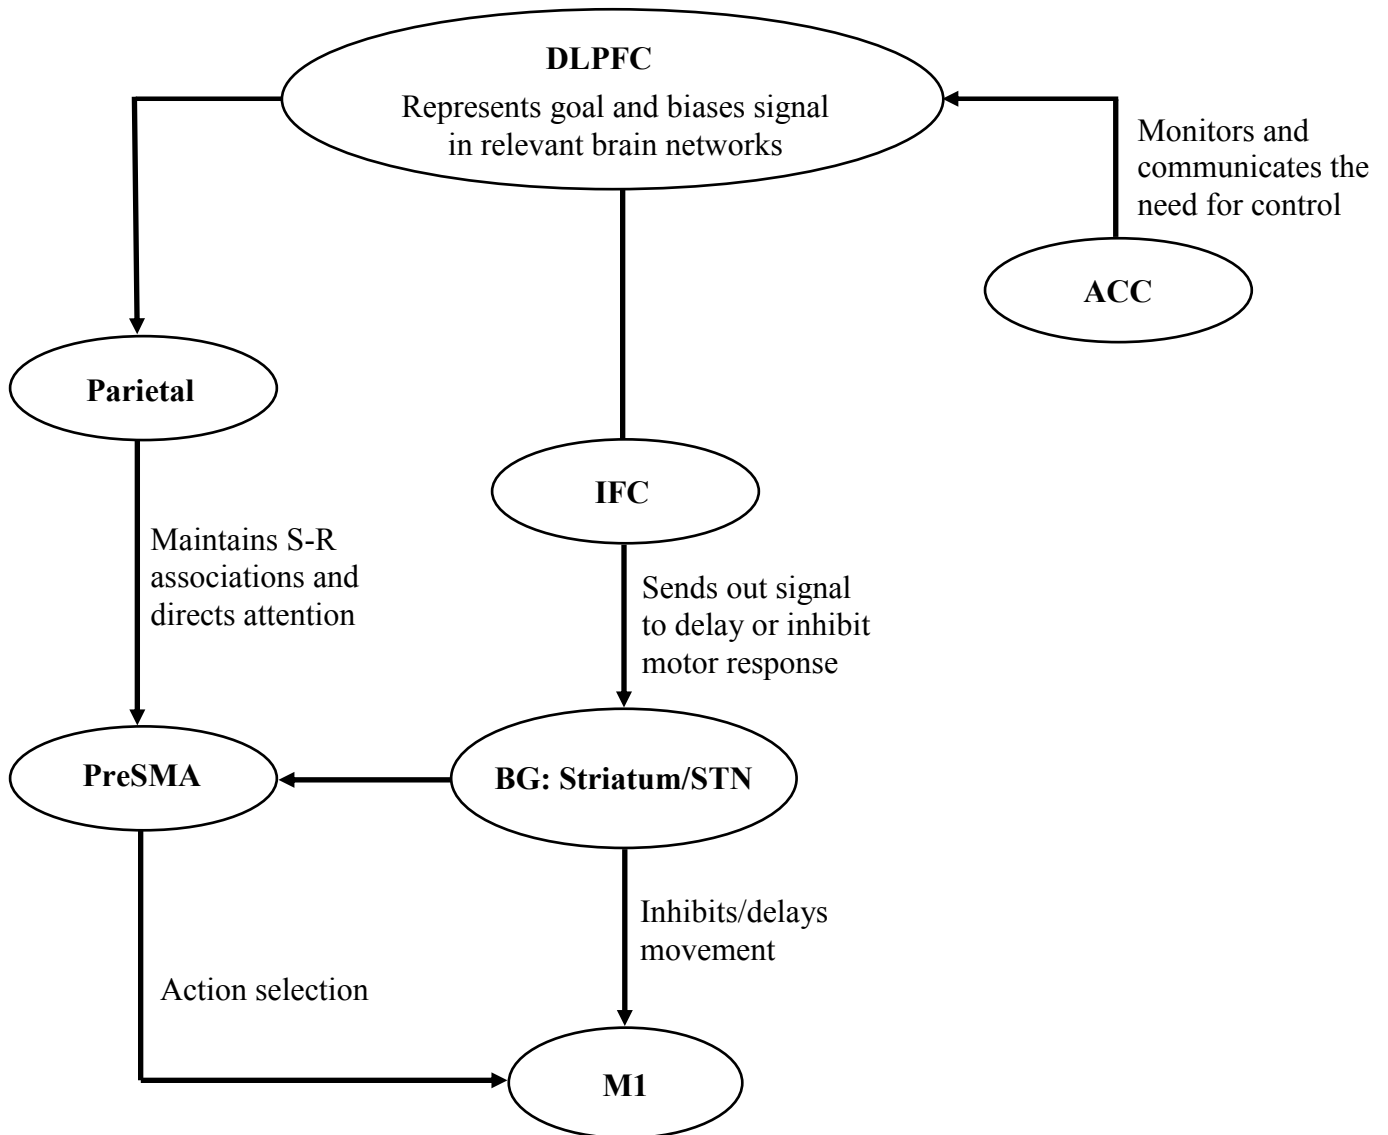 DLPFC
Represents goal and biases signal
in relevant brain networks
Monitors and
communicates the
need for control
ACC
Parietal
IFC
Maintains S-R
associations and
directs attention
Sends out signal
to delay or inhibit
motor response
PreSMA
BG: Striatum/STN
Inhibits/delays
movement
Action selection
M1